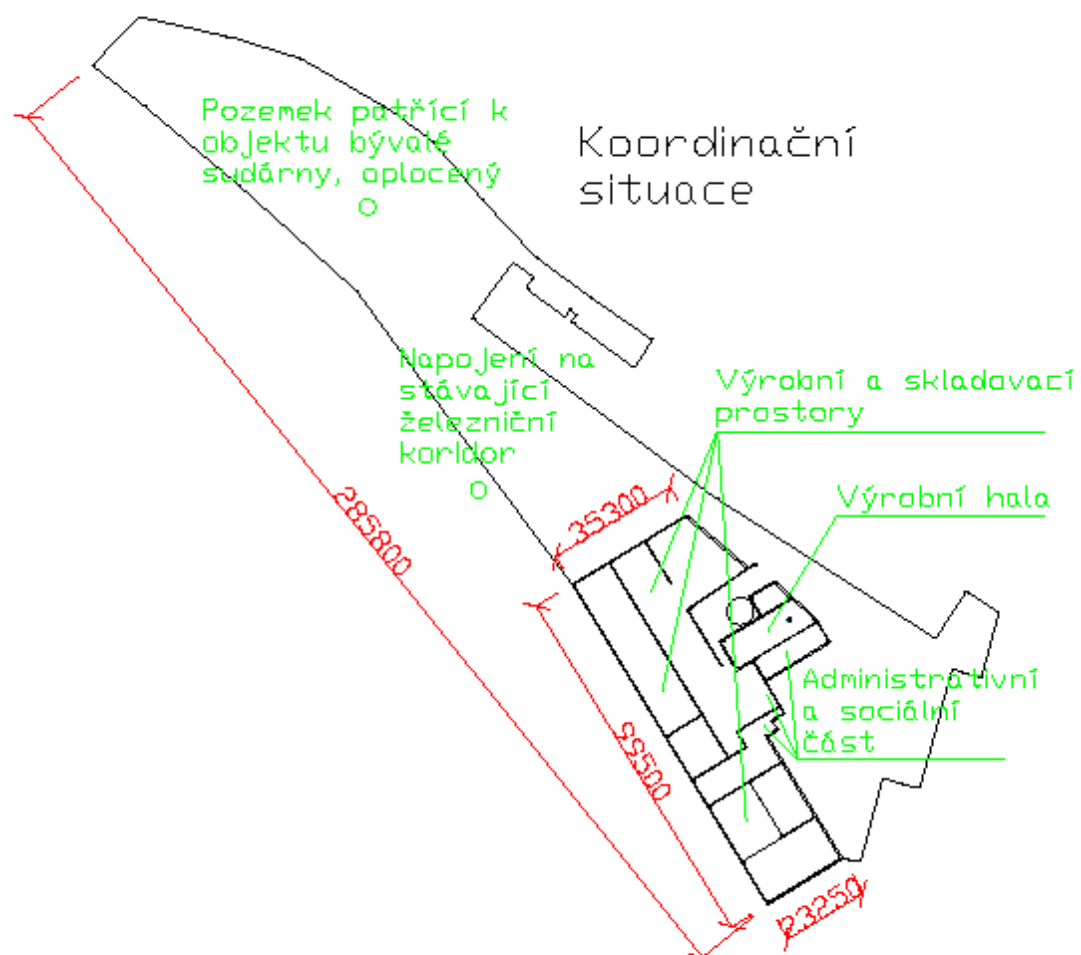 Pozemek patřící k
objektu bývalé
sudárny, oplocený
Koordinační
situace
Napojení na
stávající
železniční
koridor
Výrobní a skladovací
prostory
Výrobní hala
35300
285800
Administrativní
a sociální
část
99500
23250